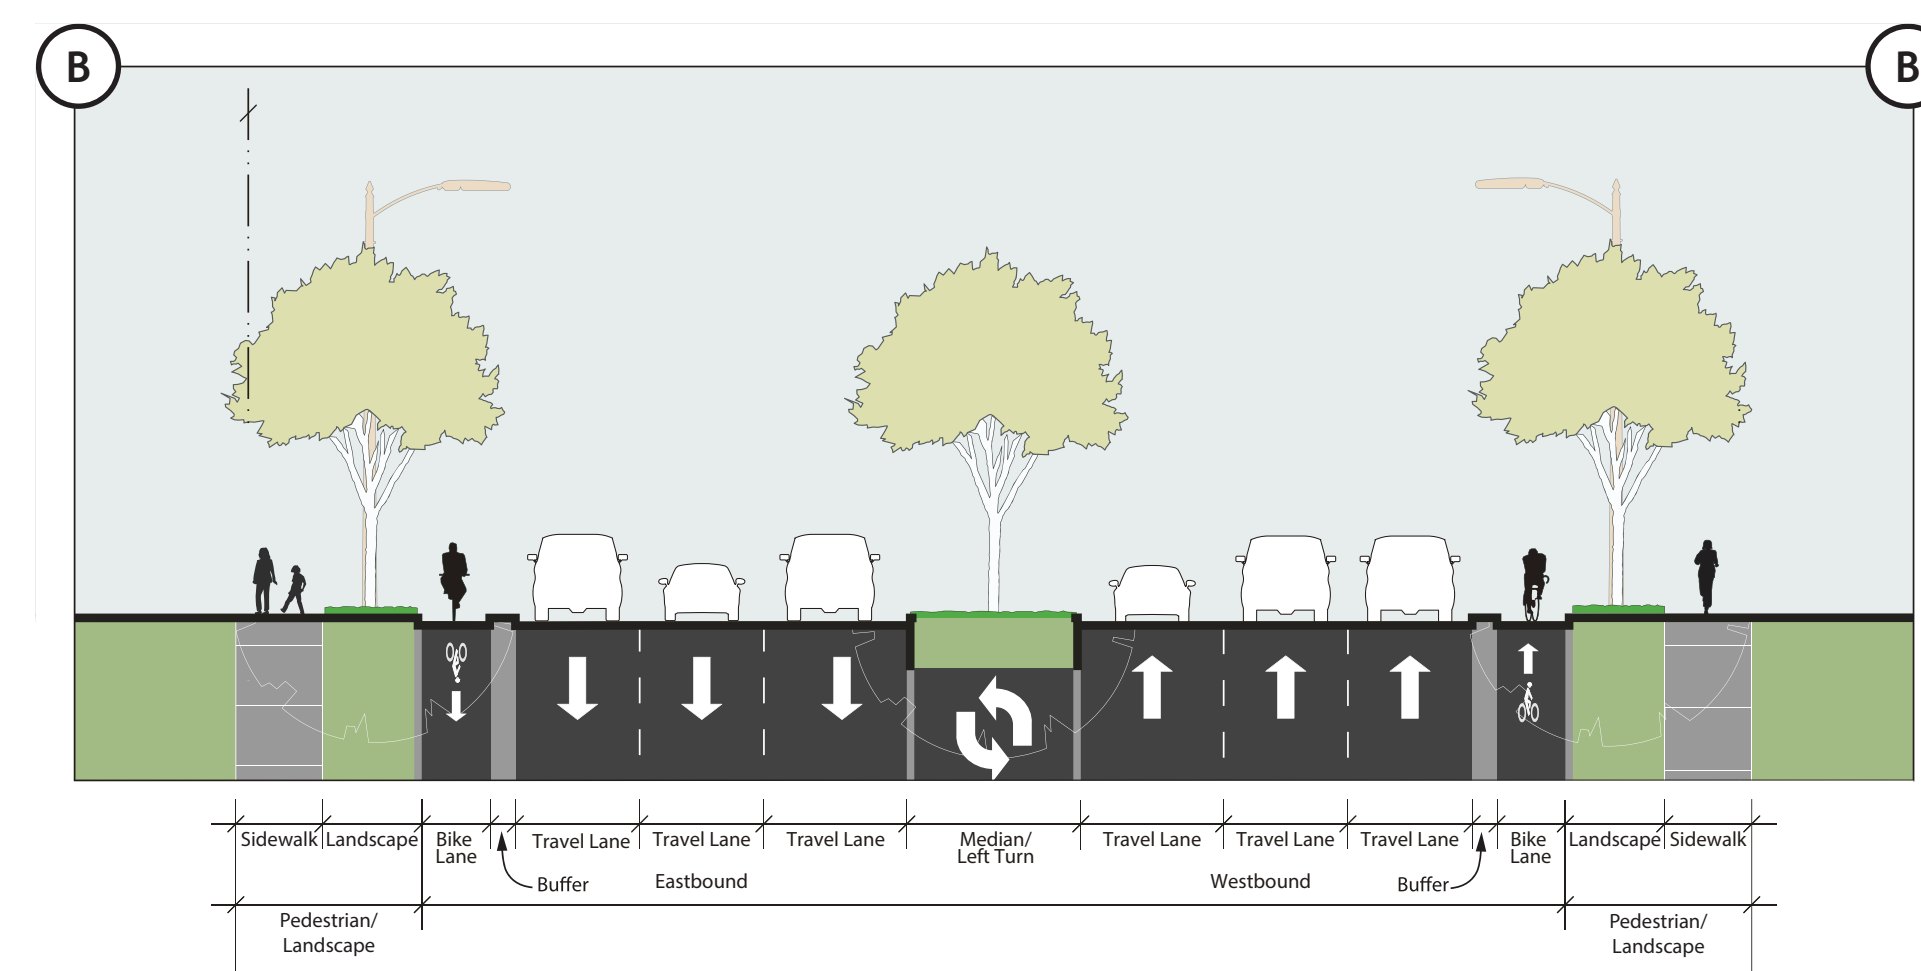 B
B
Sidewalk
Landscape
Bike
Lane
Travel Lane
Travel Lane
Travel Lane
Median/
Left Turn
Travel Lane
Travel Lane
Travel Lane
Bike
Lane
Landscape
Sidewalk
Buffer
Eastbound
Westbound
Buffer
Pedestrian/
Landscape
Pedestrian/
Landscape